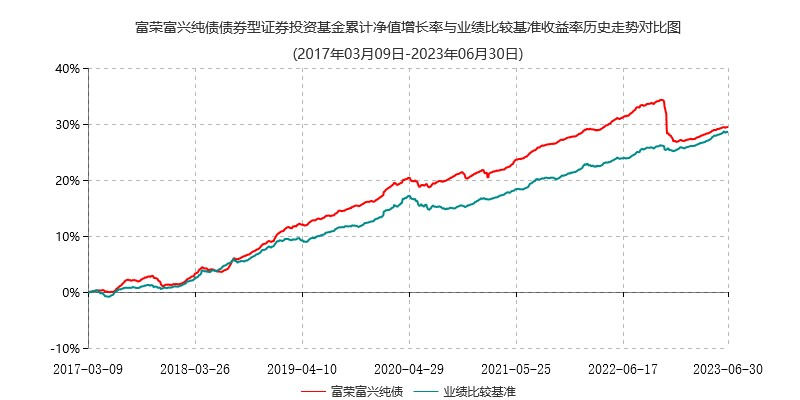 富荣富兴纯债债券型证券投资基金累计净值增长率与业绩比较基准收益率历史走势对比图
(2017年03月09日-2023年06月30日)
40%
30%
20%
10%
0%
-10%
2017-03-09 2018-03-26 2019-04-10 2020-04-29 2021-05-25 2022-06-17 2023-06-30
富荣富兴纯债 业绩比较基准